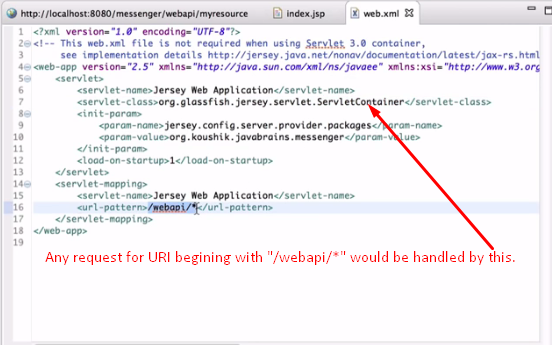 http://localhost:8080/messenger/webapi/myresource
index.jsp
web.xml
1 <?xml version="1.0" encoding="UTF-8"?>
2 <!-- This web.xml file is not required when using Servlet 3.0 container,
3 see implementation details http://jersey.java.net/nonav/documentation/latest/jax-rs.html
4 <web-app version="2.5" xmlns="http://java.sun.com/xml/ns/javaee" xmlns:xsi="http://www.w3.org
5 <servlet>
6 <servlet-name>Jersey Web Application</servlet-name>
7 <servlet-class>org.glassfish.jersey.servlet.ServletContainer</servlet-class>
8 <init-param>
9 <param-name>jersey.config.server.provider.packages</param-name>
10 <param-value>org.koushik.javabrains.messenger</param-value>
11 </init-param>
12 <load-on-startup>1</load-on-startup>
13 </servlet>
14 <servlet-mapping>
15 <servlet-name>Jersey Web Application</servlet-name>
16 <url-pattern>/webapi/*</url-pattern>
17 </servlet-mapping>
18 </web-app>
19
Any request for URI begining with "/webapi/*" would be handled by this.